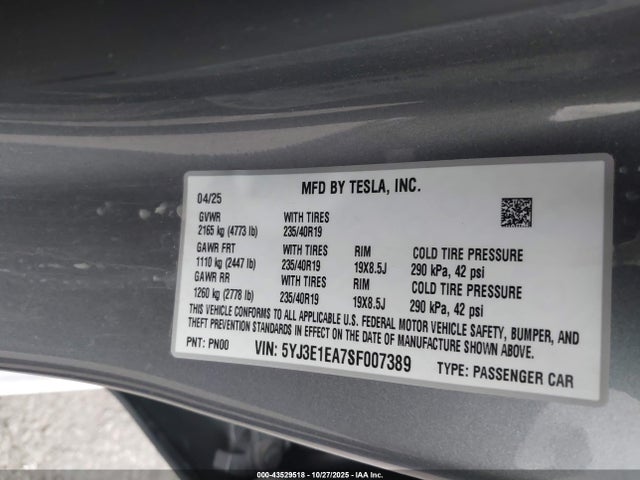 MFD BY TESLA, INC.
04/25
GVWR WITH TIRES
2165 kg (4773 lb) 235/40R19
GAWR FRT WITH TIRES RIM COLD TIRE PRESSURE
1110 kg (2447 lb) 235/40R19 19X8.5J 290 kPa, 42 psi
GAWR RR WITH TIRES RIM COLD TIRE PRESSURE
1260 kg (2778 lb) 235/40R19 19X8.5J 290 kPa, 42 psi
THIS VEHICLE CONFORMS TO ALL APPLICABLE U.S. FEDERAL MOTOR VEHICLE SAFETY, BUMPER, AND
THEFT PREVENTION STANDARDS IN EFFECT ON THE DATE OF MANUFACTURE SHOWN ABOVE.
PNT: PN00 VIN: 5YJ3E1EA7SF007389 TYPE: PASSENGER CAR
000-43529518 | 10/27/2025 | IAA Inc.